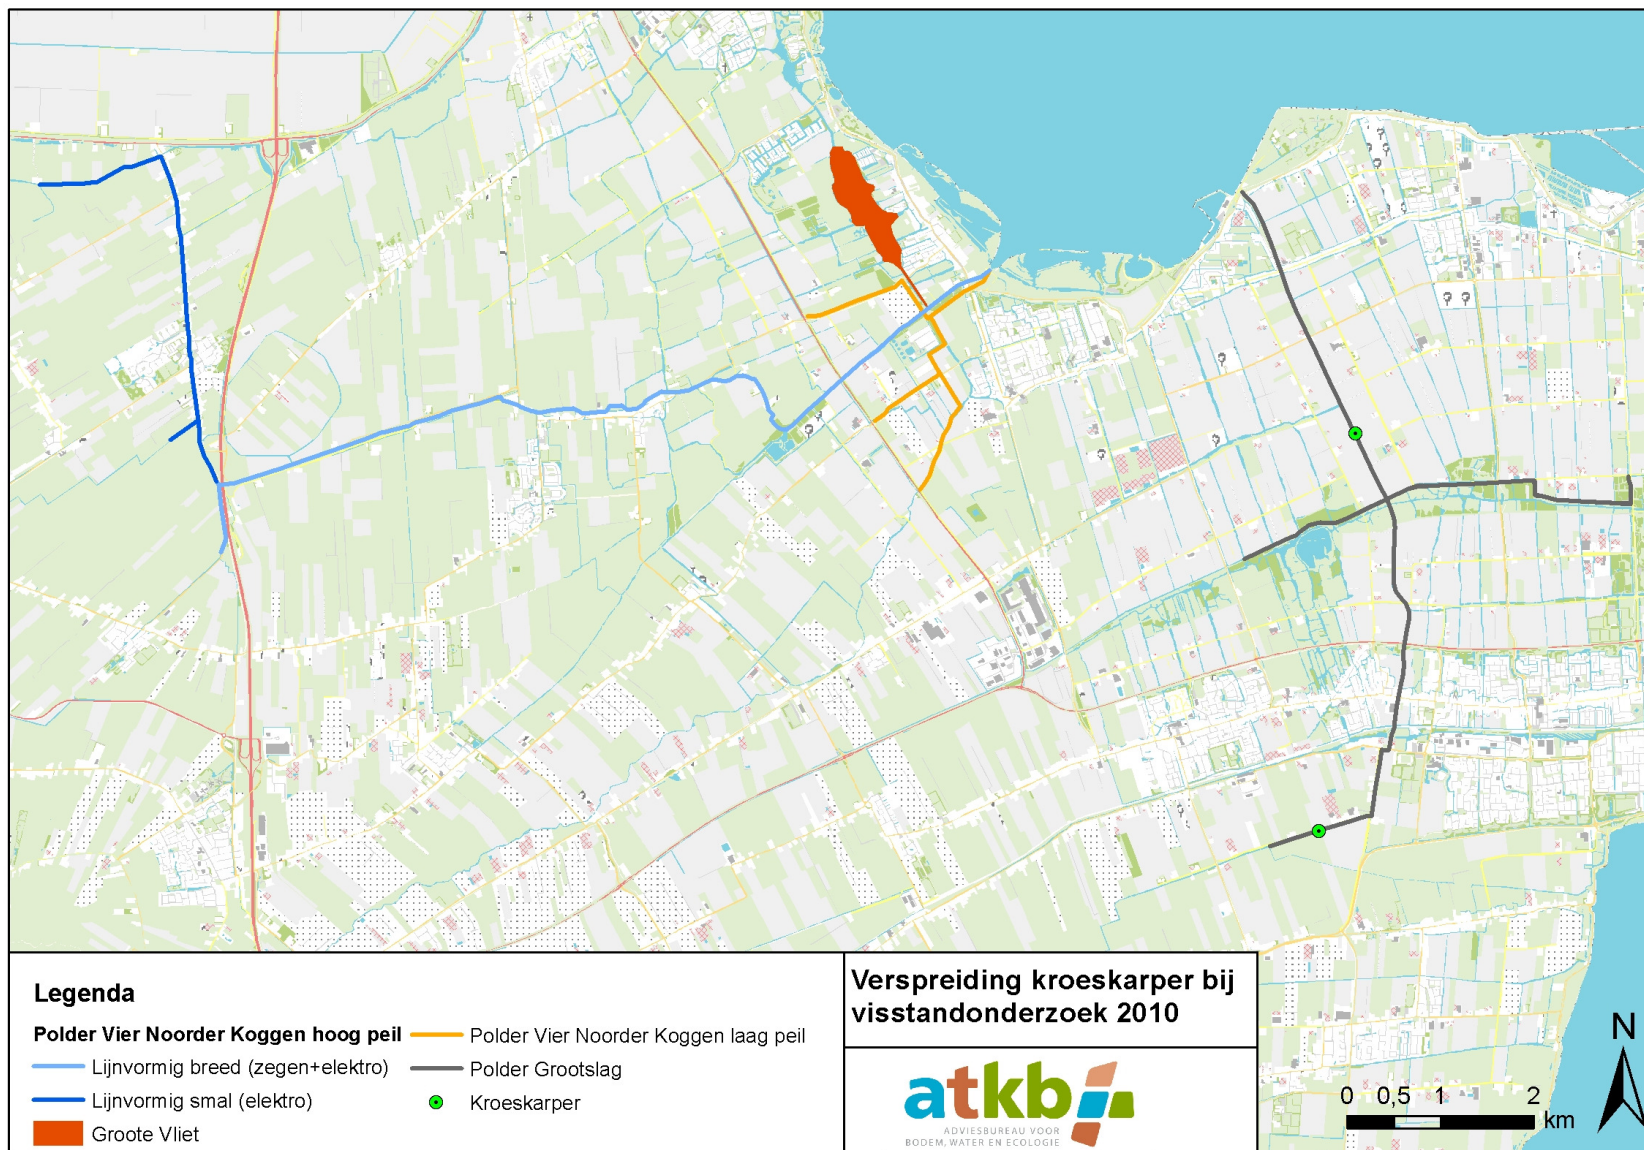 Legenda
Polder Vier Noorder Koggen hoog peil
Lijnvormig breed (zegen+elektro)
Lijnvormig smal (elektro)
Groote Vliet
Polder Vier Noorder Koggen laag peil
Polder Grootslag
Kroeskarper
Verspreiding kroeskarper bij
visstandonderzoek 2010
atkb
ADVIESBUREAU VOOR
BODEM, WATER EN ECOLOGIE
N
0 0,5 1 2
km